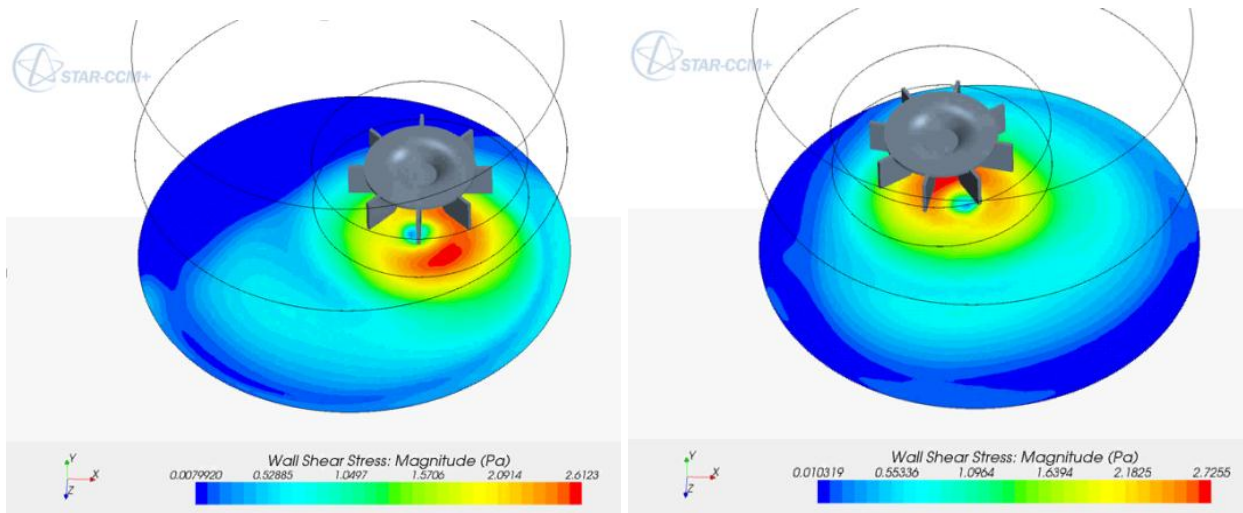 STAR-CCM+
Y
X
Z
Wall Shear Stress: Magnitude (Pa)
0.0079920 0.52885 1.0497 1.5706 2.0914 2.6123
STAR-CCM+
Y
X
Z
Wall Shear Stress: Magnitude (Pa)
0.010319 0.55336 1.0964 1.6394 2.1825 2.7255